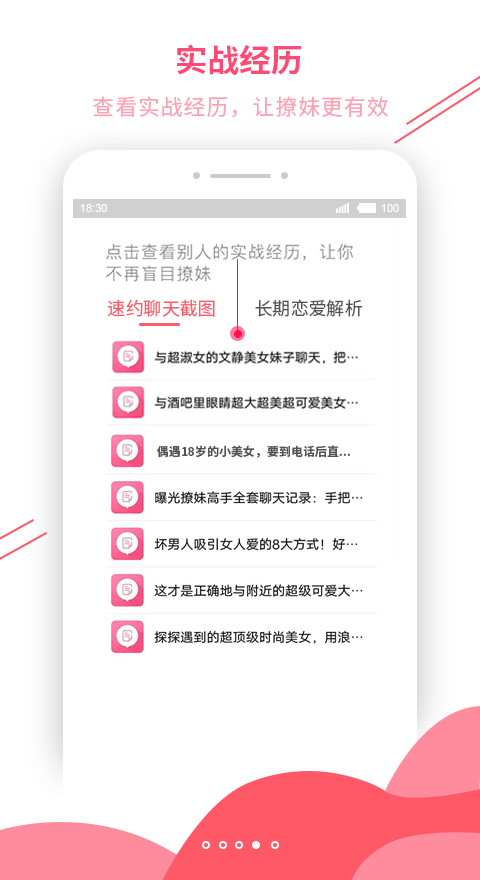 实战经历
查看实战经历，让撩妹更有效
18:30
100
点击查看别人的实战经历，让你
不再盲目撩妹
速约聊天截图
长期恋爱解析
与超淑女的文静美女妹子聊天，把…
与酒吧里眼睛超大超美超可爱美女…
偶遇18岁的小美女，要到电话后直...
曝光撩妹高手全套聊天记录：手把…
坏男人吸引女人爱的8大方式！好…
这才是正确地与附近的超级可爱大…
探探遇到的超顶级时尚美女，用浪…